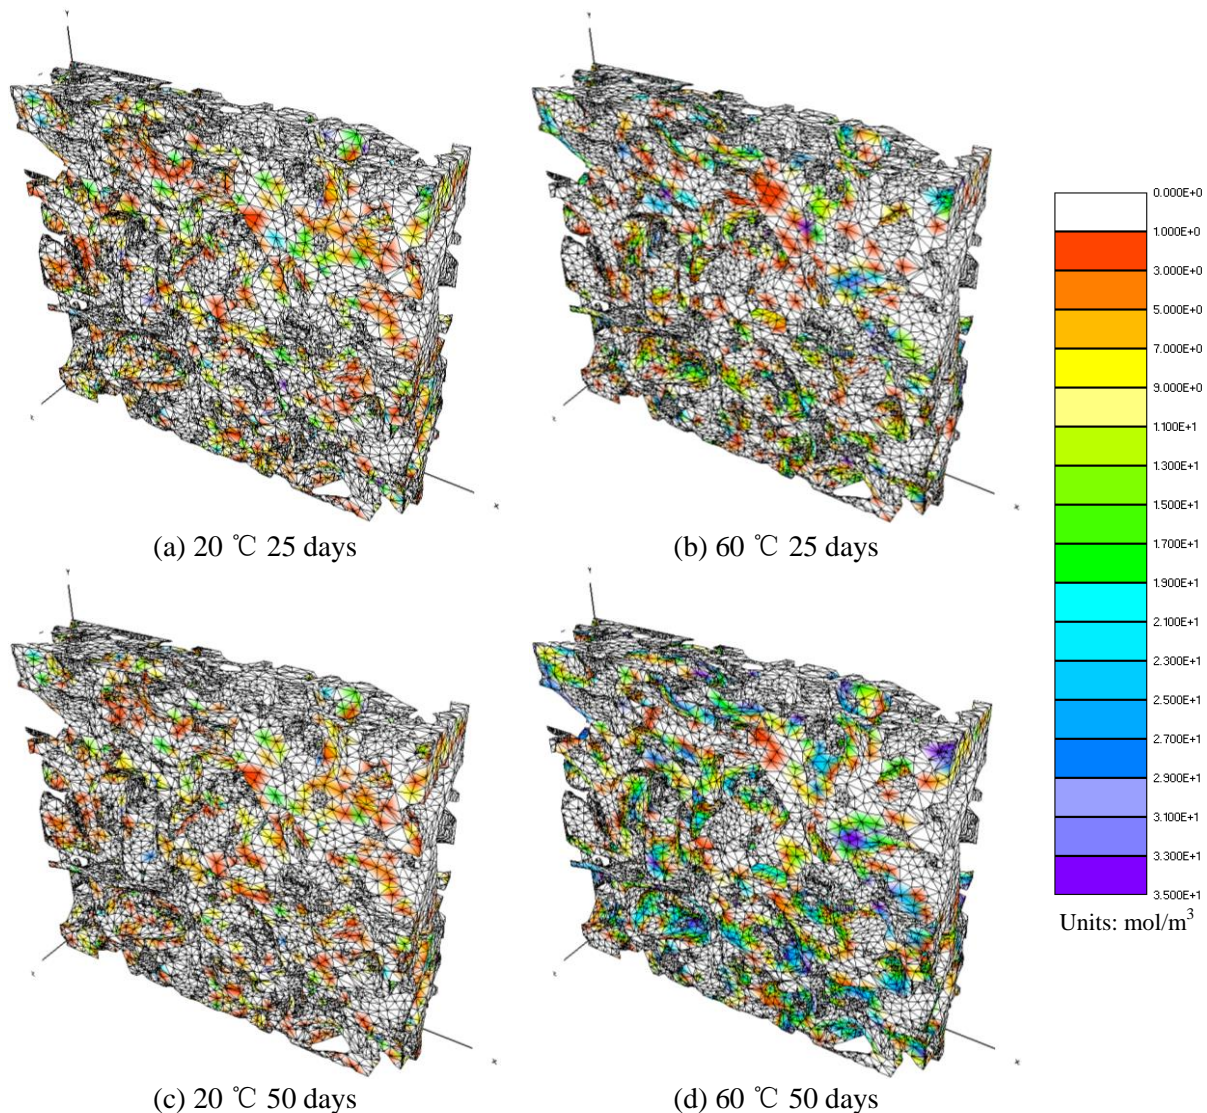 Y
Y
0.000E+0
1.000E+0
3.000E+0
5.000E+0
7.000E+0
9.000E+0
1.100E+1
1.300E+1
1.500E+1
1.700E+1
1.900E+1
2.100E+1
2.300E+1
2.500E+1
2.700E+1
2.900E+1
3.100E+1
3.300E+1
3.500E+1
Units: mol/m³
(a) 20 ℃ 25 days
(b) 60 ℃ 25 days
Y
Y
(c) 20 ℃ 50 days
(d) 60 ℃ 50 days